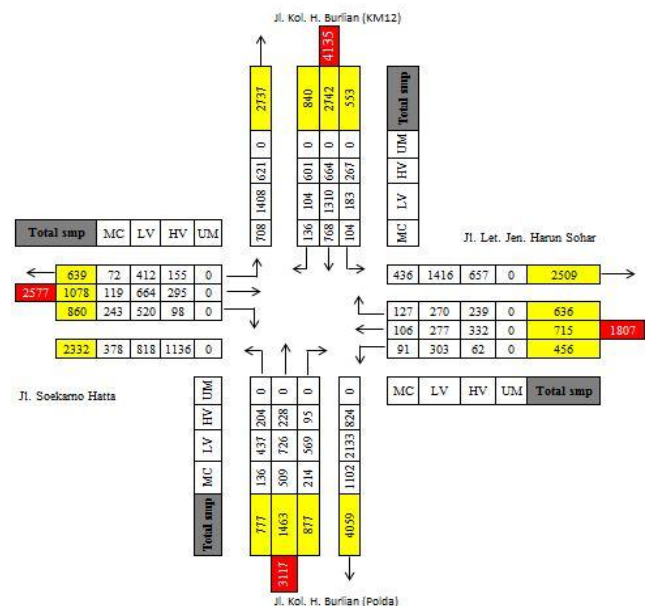 Jl. Kol. H. Burlian (KM12)
4135
2737 840 2742 553 Total smp
0 0 0 0 UM
621 601 664 267 HV
1408 104 1310 183 LV
708 136 768 104 MC
Total smp MC LV HV UM
Jl. Let. Jen. Harun Sohar
639 72 412 155 0
436 1416 657 0 2509
2577 1078 119 664 295 0
860 243 520 98 0
127 270 239 0 636
106 277 332 0 715 1807
2332 378 818 1136 0
91 303 62 0 456
Jl. Soekarno Hatta
MC LV HV UM Total smp
UM 0 0 0 0
HV 204 228 95 824
LV 437 726 569 2133
MC 136 509 214 1102
Total smp 777 1463 877 4059
3117
Jl. Kol. H. Burlian (Polda)